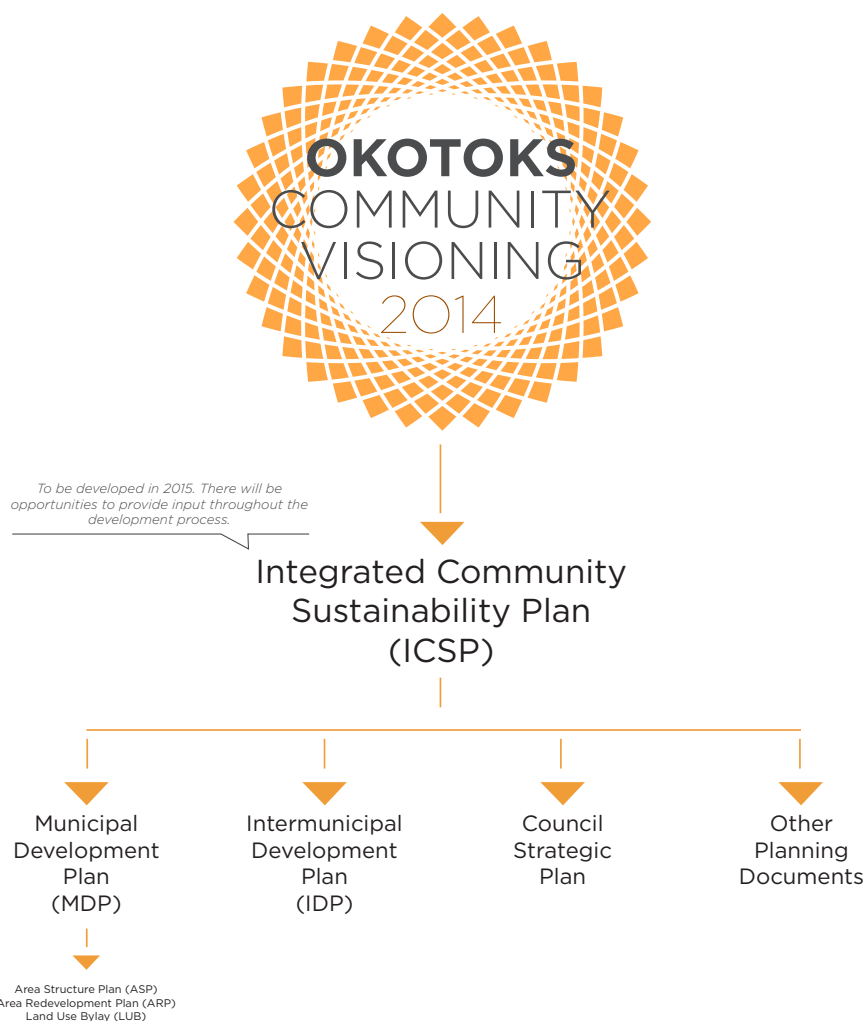 OKOTOKS
COMMUNITY
VISIONING
2014
To be developed in 2015. There will be
opportunities to provide input throughout the
development process.
Integrated Community
Sustainability Plan
(ICSP)
Municipal
Development
Plan
(MDP)
Intermunicipal
Development
Plan
(IDP)
Council
Strategic
Plan
Other
Planning
Documents
Area Structure Plan (ASP)
Area Redevelopment Plan (ARP)
Land Use Bylay (LUB)